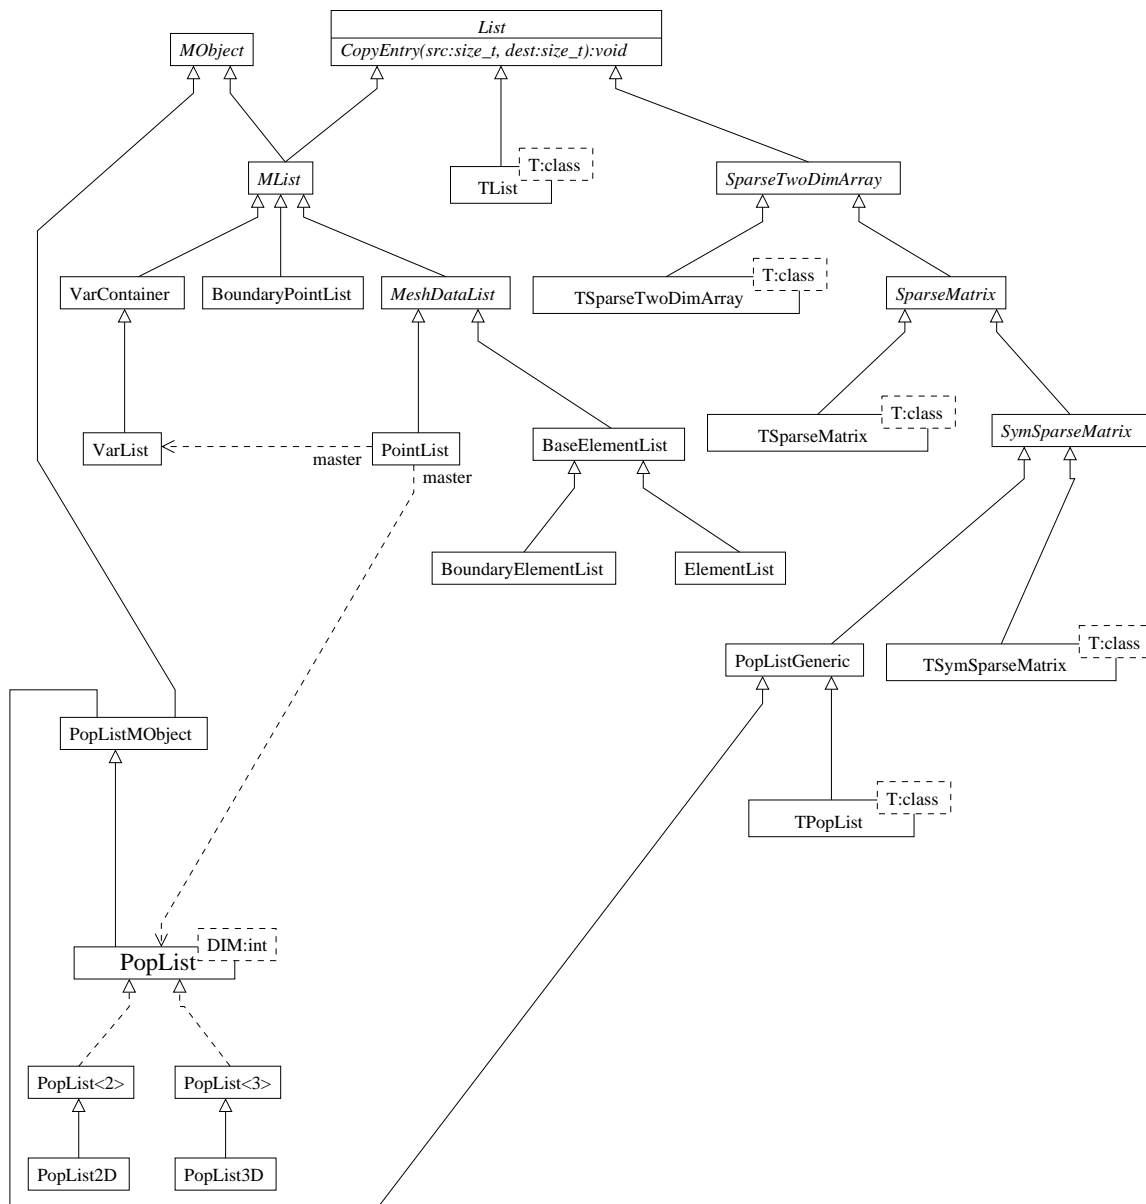 List
MObject
CopyEntry(src:size_t, dest:size_t):void
T:class
MList
TList
SparseTwoDimArray
T:class
VarContainer
BoundaryPointList
MeshDataList
TSparseTwoDimArray
SparseMatrix
T:class
VarList
PointList
BaseElementList
TSparseMatrix
SymSparseMatrix
master
master
BoundaryElementList
ElementList
T:class
PopListGeneric
TSymSparseMatrix
PopListMObject
T:class
TPopList
DIM:int
PopList
PopList<2>
PopList<3>
PopList2D
PopList3D